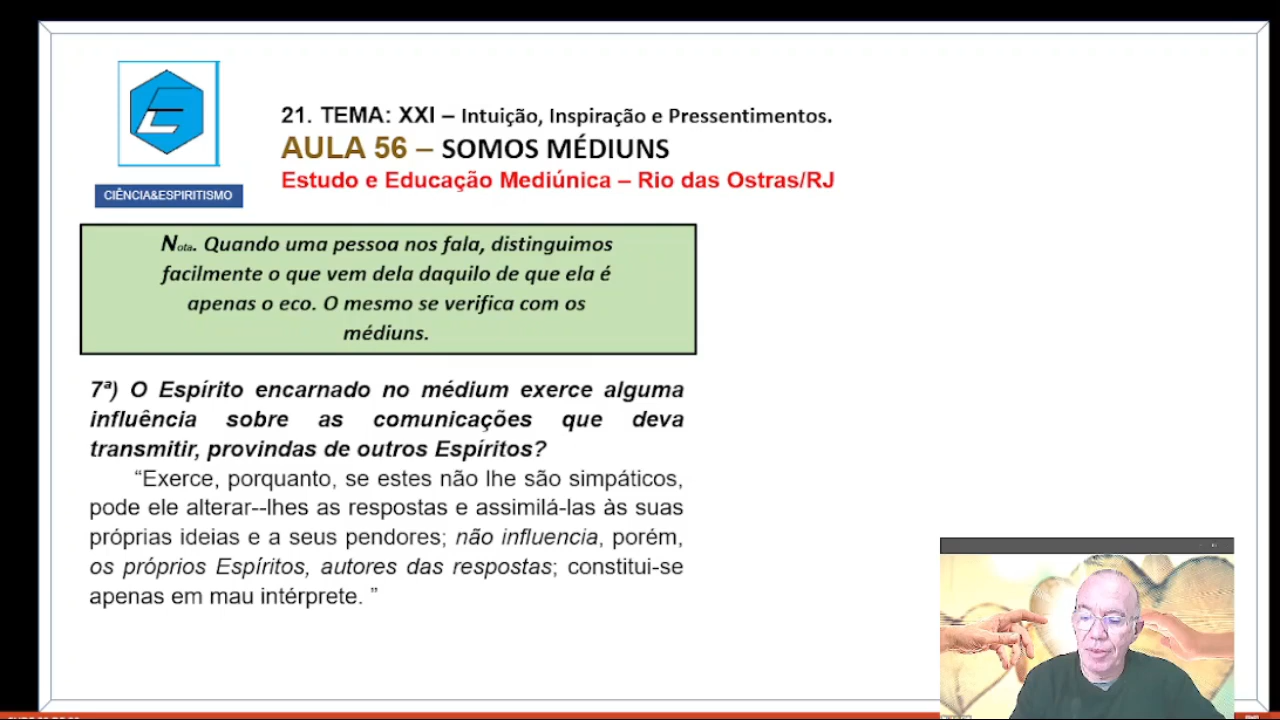 21. TEMA: XXI – Intuição, Inspiração e Pressentimentos.
AULA 56 – SOMOS MÉDIUNS
Estudo e Educação Mediúnica – Rio das Ostras/RJ
CIÊNCIA&ESPIRITISMO
Nota. Quando uma pessoa nos fala, distinguimos
facilmente o que vem dela daquilo de que ela é
apenas o eco. O mesmo se verifica com os
médiuns.
7ª) O Espírito encarnado no médium exerce alguma
influência sobre as comunicações que deva
transmitir, provindas de outros Espíritos?
“Exerce, porquanto, se estes não lhe são simpáticos,
pode ele alterar--lhes as respostas e assimilá-las às suas
próprias ideias e a seus pendores; não influencia, porém,
os próprios Espíritos, autores das respostas; constitui-se
apenas em mau intérprete. ”